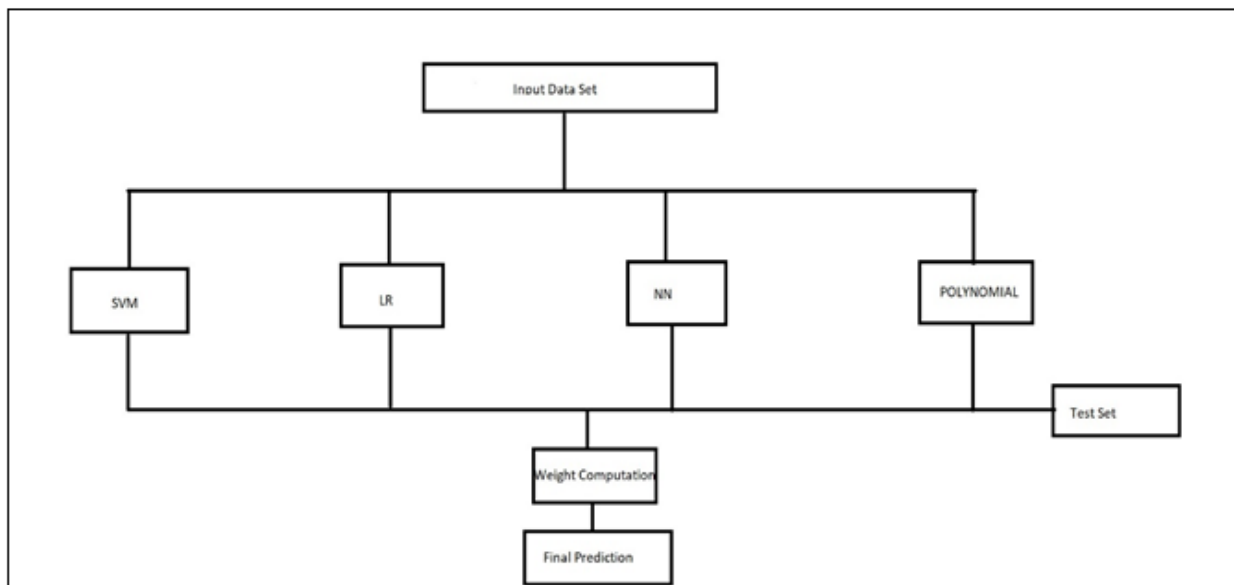 Input Data Set
SVM
LR
NN
POLYNOMIAL
Test Set
Weight Computation
Final Prediction